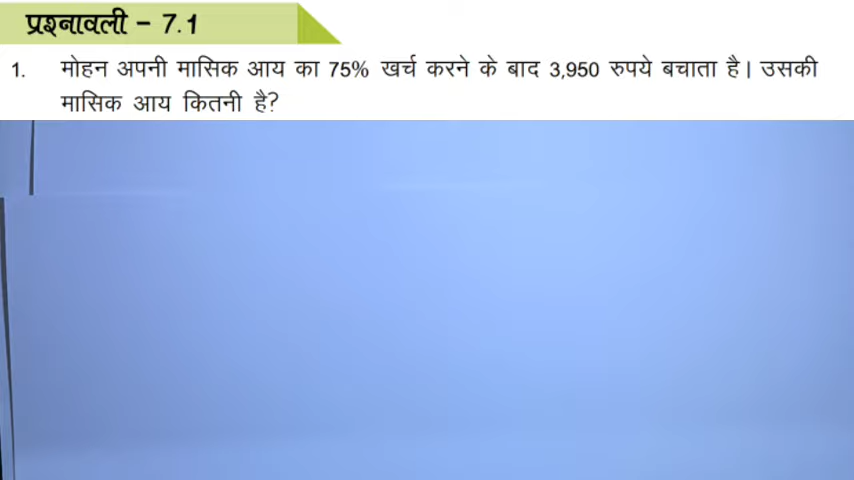 प्रश्नावली – 7.1
1. मोहन अपनी मासिक आय का 75% खर्च करने के बाद 3,950 रुपये बचाता है। उसकी
मासिक आय कितनी है?